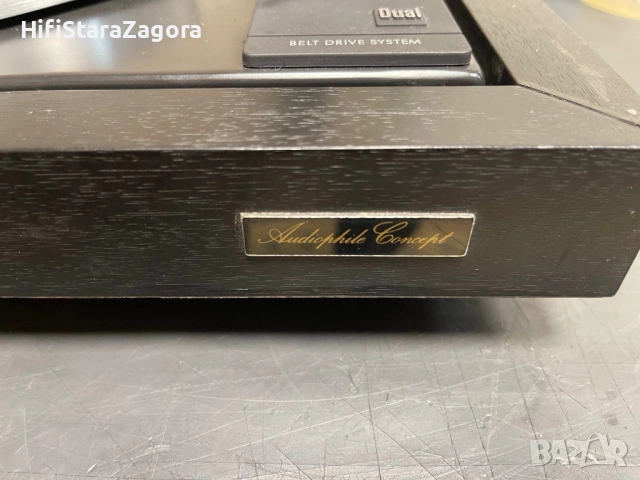 HifiStaraZagora
Dual
BELT DRIVE SYSTEM
Audiophile Concept
BAZAR